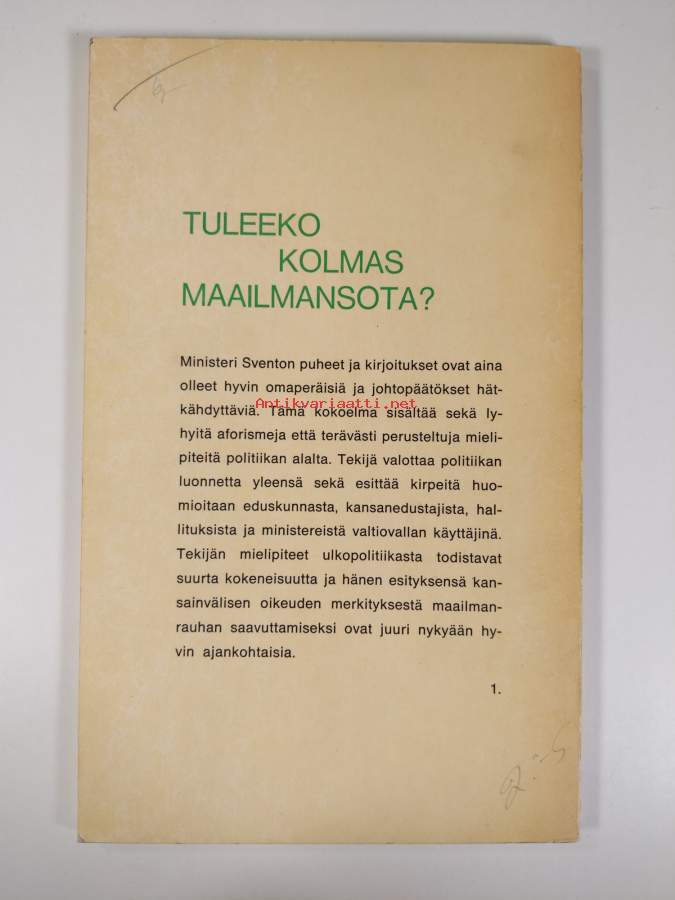 TULEEKO
KOLMAS
MAAILMANSOTA?
Ministeri Sventon puheet ja kirjoitukset ovat aina
olleet hyvin omaperäisiä ja johtopäätökset hät-
kähdyttäviä. Tämä kokoelma sisältää sekä ly-
Antikvariaatti.net
hyitä aforismeja että terävästi perusteltuja mieli-
piteitä politiikan alalta. Tekijä valottaa politiikan
luonnetta yleensä sekä esittää kirpeitä huo-
mioitaan eduskunnasta, kansanedustajista, hal-
lituksista ja ministereistä valtiovallan käyttäjinä.
Tekijän mielipiteet ulkopolitiikasta todistavat
suurta kokeneisuutta ja hänen esityksensä kan-
sainvälisen oikeuden merkityksestä maailman-
rauhan saavuttamiseksi ovat juuri nykyään hy-
vin ajankohtaisia.
1.